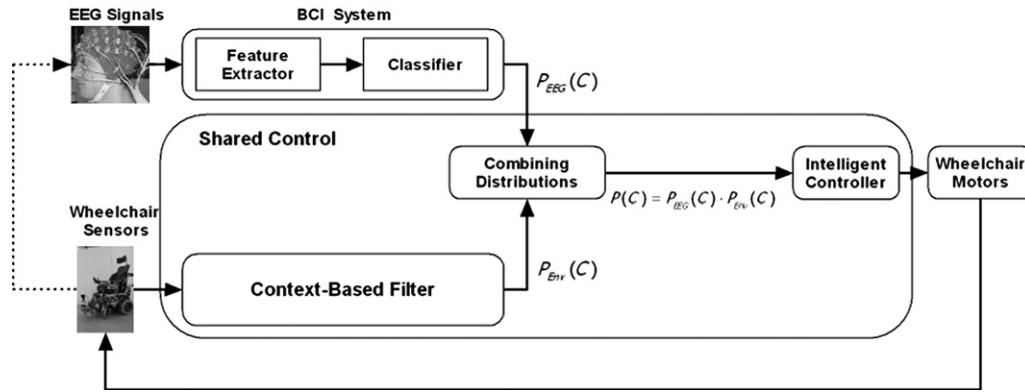 EEG Signals
BCI System
Feature
Extractor
Classifier
P_EEG(C)
Shared Control
Combining
Distributions
P(C) = P_EEG(C) · P_Env(C)
Intelligent
Controller
Wheelchair
Motors
Wheelchair
Sensors
Context-Based Filter
P_Env(C)